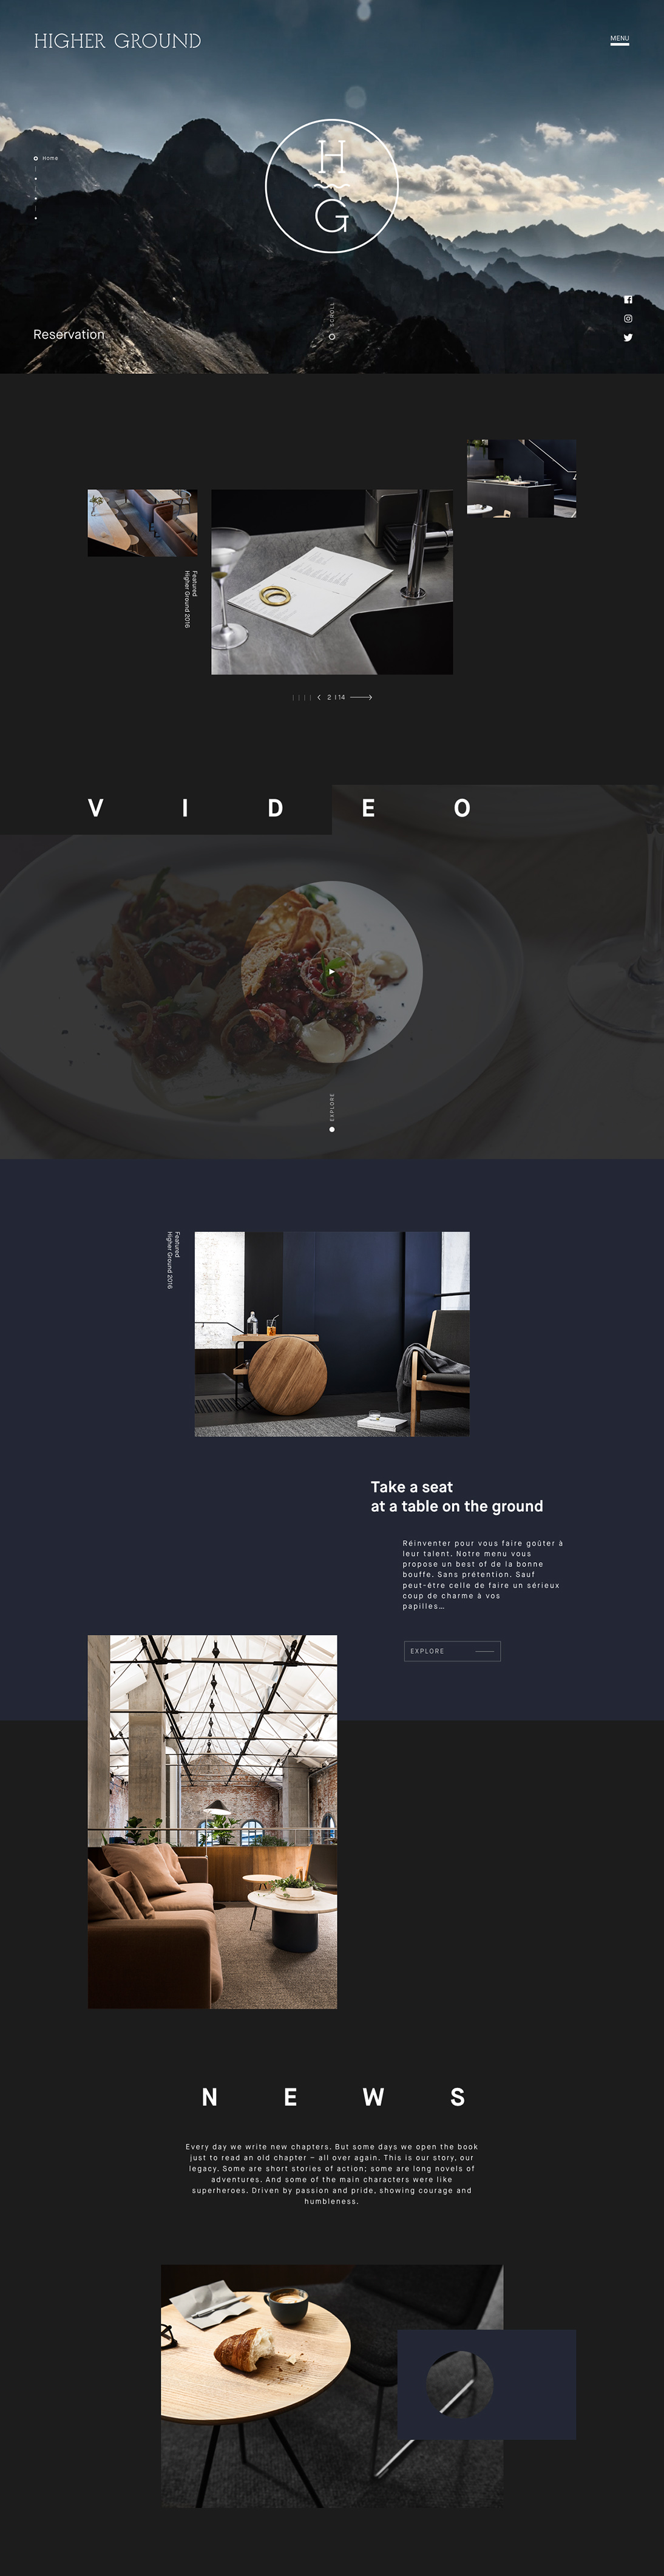 HIGHER GROUND
MENU
Home
H
G
SCROLL
Reservation
Featured
Higher Ground 2016
2 | 14
V I D E O
EXPLORE
Featured
Higher Ground 2016
Take a seat
at a table on the ground
Réinventer pour vous faire goûter à
leur talent. Notre menu vous
propose un best of de la bonne
bouffe. Sans prétention. Sauf
peut-être celle de faire un sérieux
coup de charme à vos
papilles…
EXPLORE
N E W S
Every day we write new chapters. But some days we open the book
just to read an old chapter – all over again. This is our story, our
legacy. Some are short stories of action; some are long novels of
adventures. And some of the main characters were like
superheroes. Driven by passion and pride, showing courage and
humbleness.